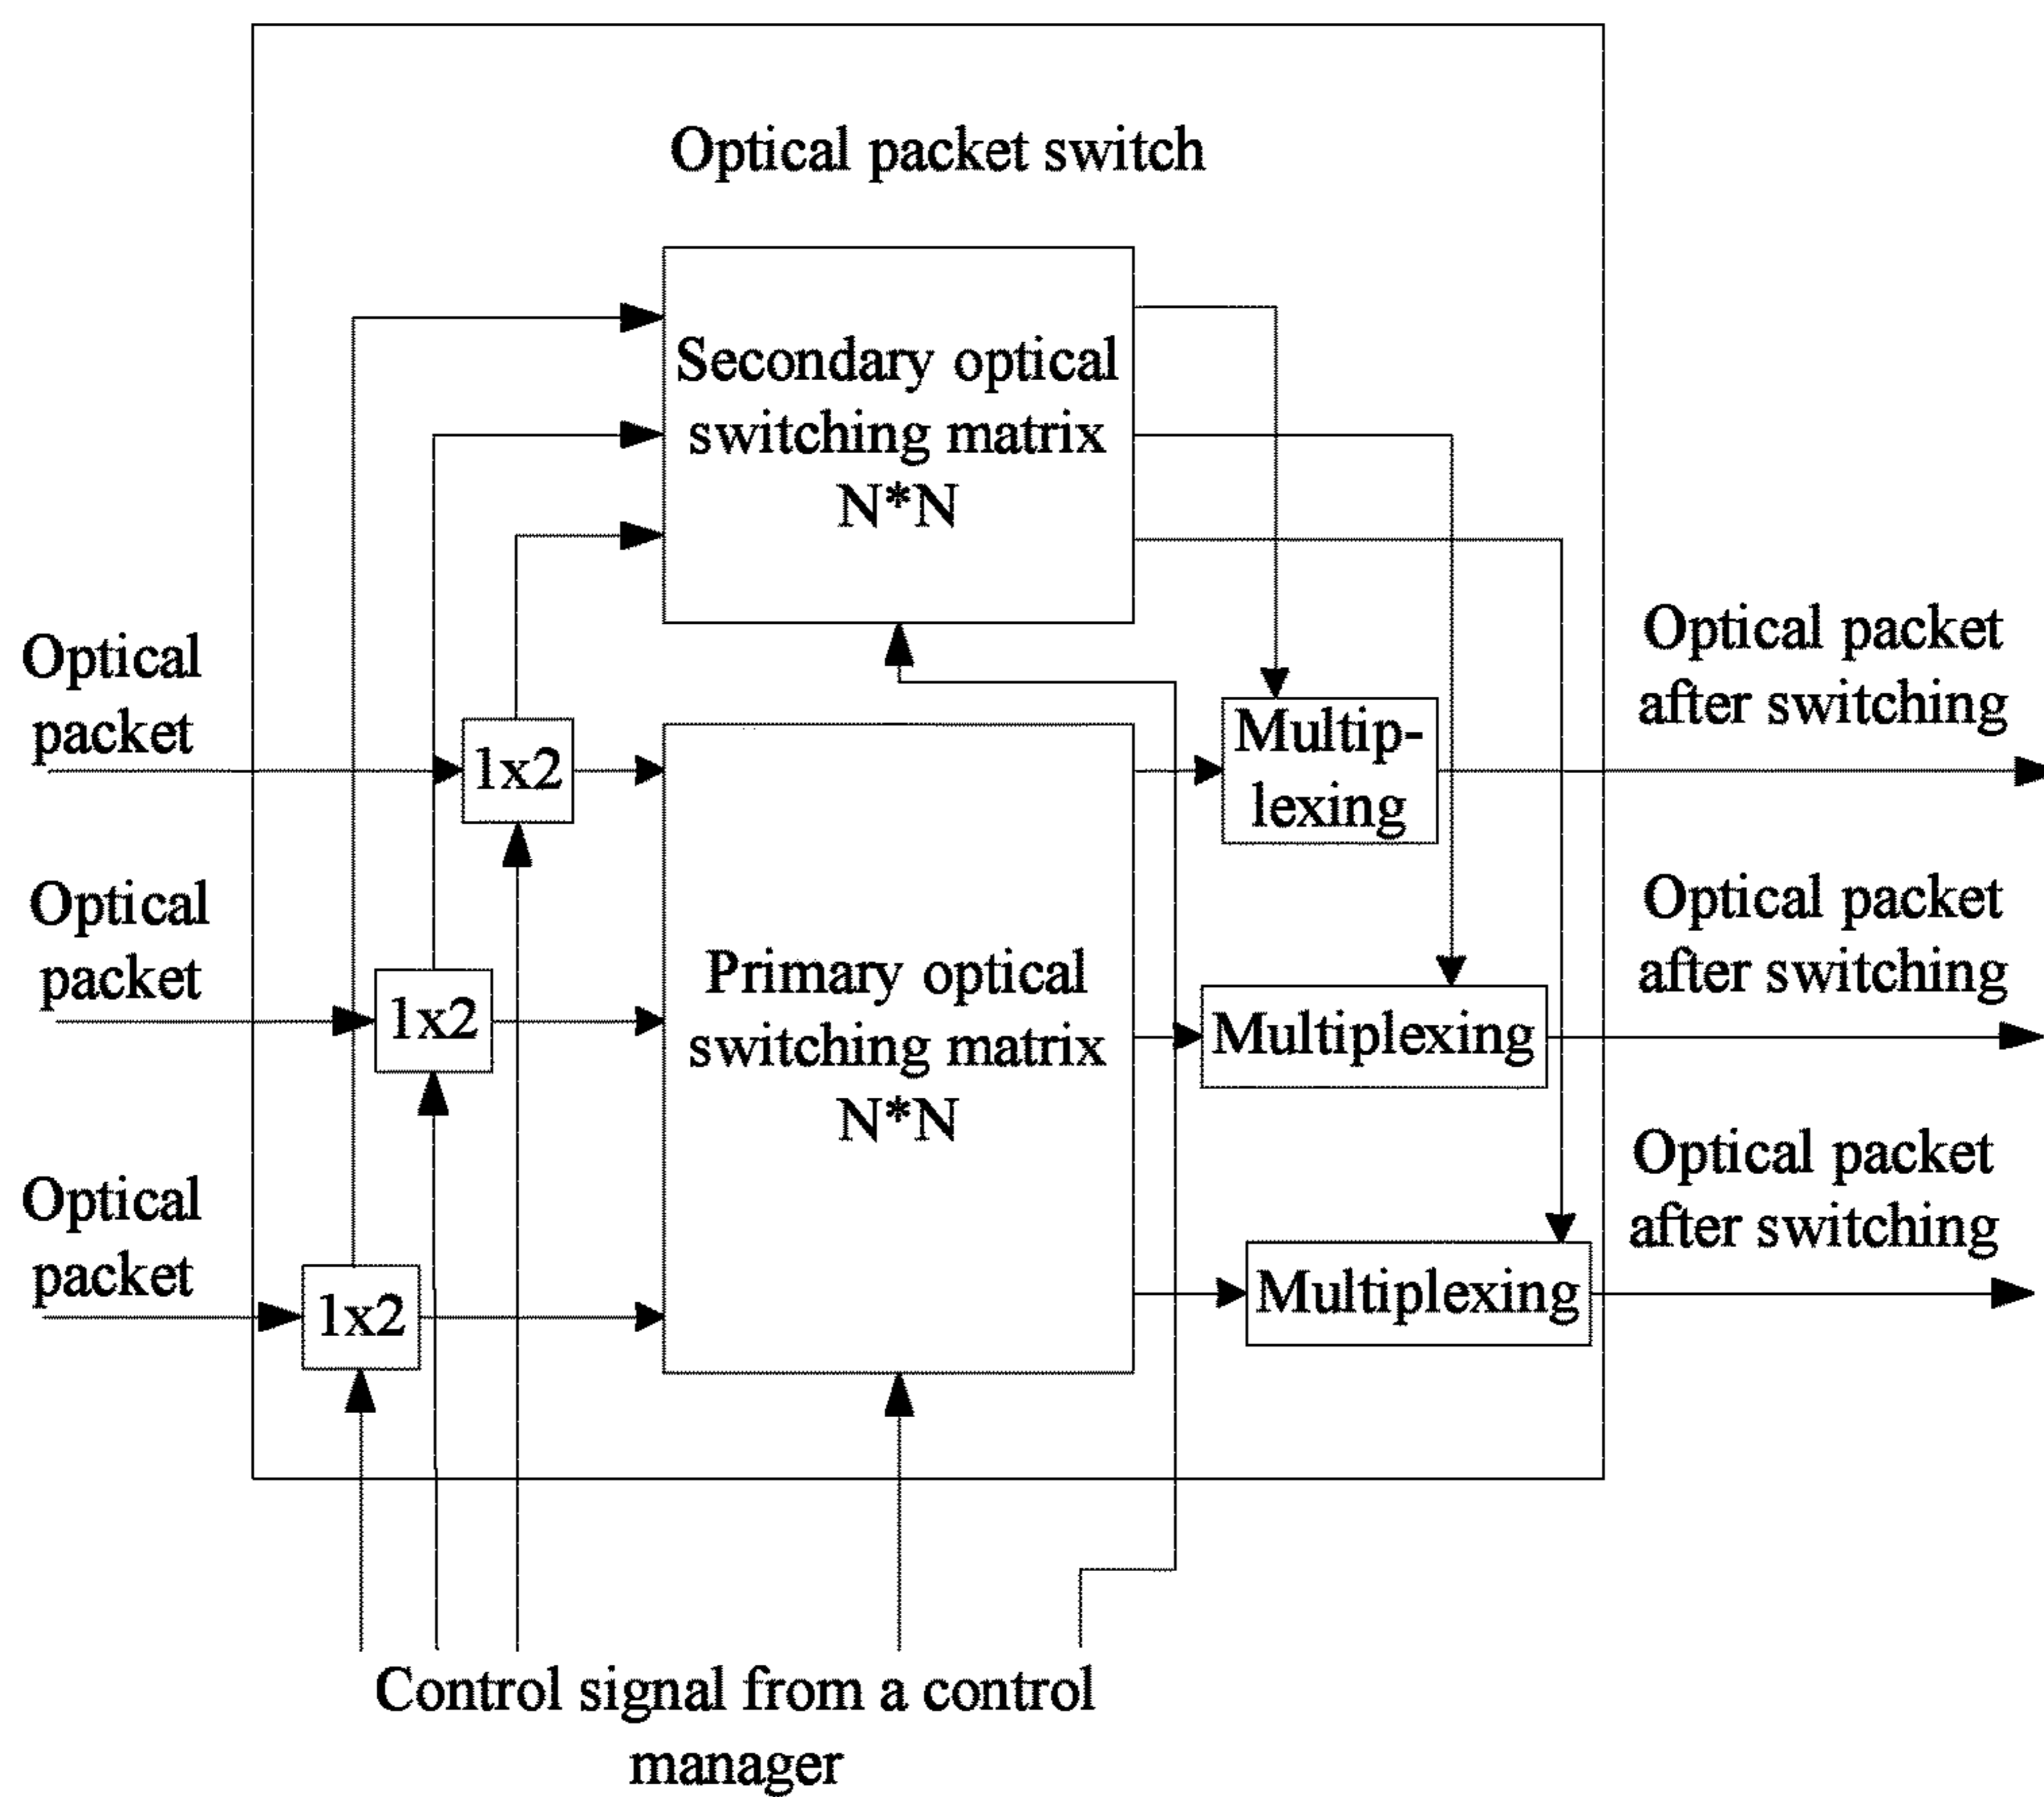 Optical packet switch
Secondary optical
switching matrix
N*N
Optical
packet
1x2
Multip-
lexing
Optical packet
after switching
Optical
packet
1x2
Primary optical
switching matrix
N*N
Multiplexing
Optical packet
after switching
Optical
packet
1x2
Multiplexing
Optical packet
after switching
Control signal from a control
manager